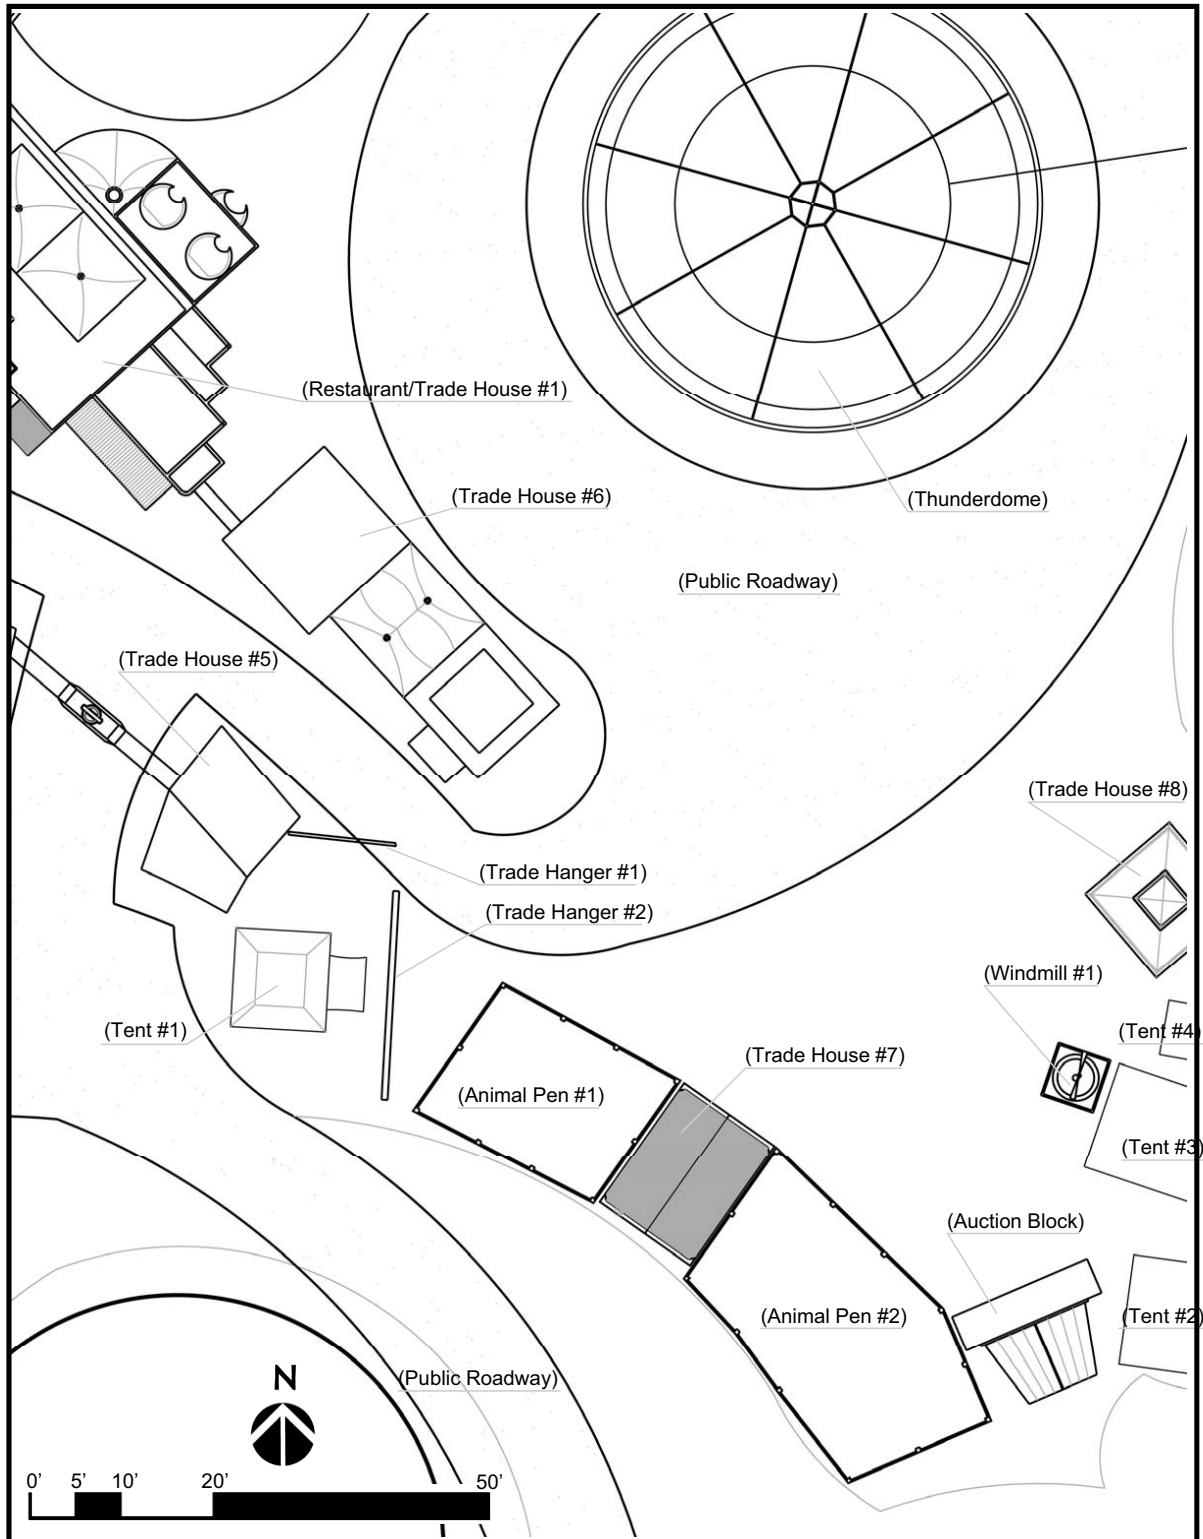 (Restaurant/Trade House #1)
(Trade House #6)
(Thunderdome)
(Public Roadway)
(Trade House #5)
(Trade House #8)
(Trade Hanger #1)
(Trade Hanger #2)
(Windmill #1)
(Tent #1)
(Tent #4)
(Trade House #7)
(Animal Pen #1)
(Tent #3)
(Auction Block)
(Animal Pen #2)
(Tent #2)
(Public Roadway)
N
0’ 5’ 10’ 20’ 50’